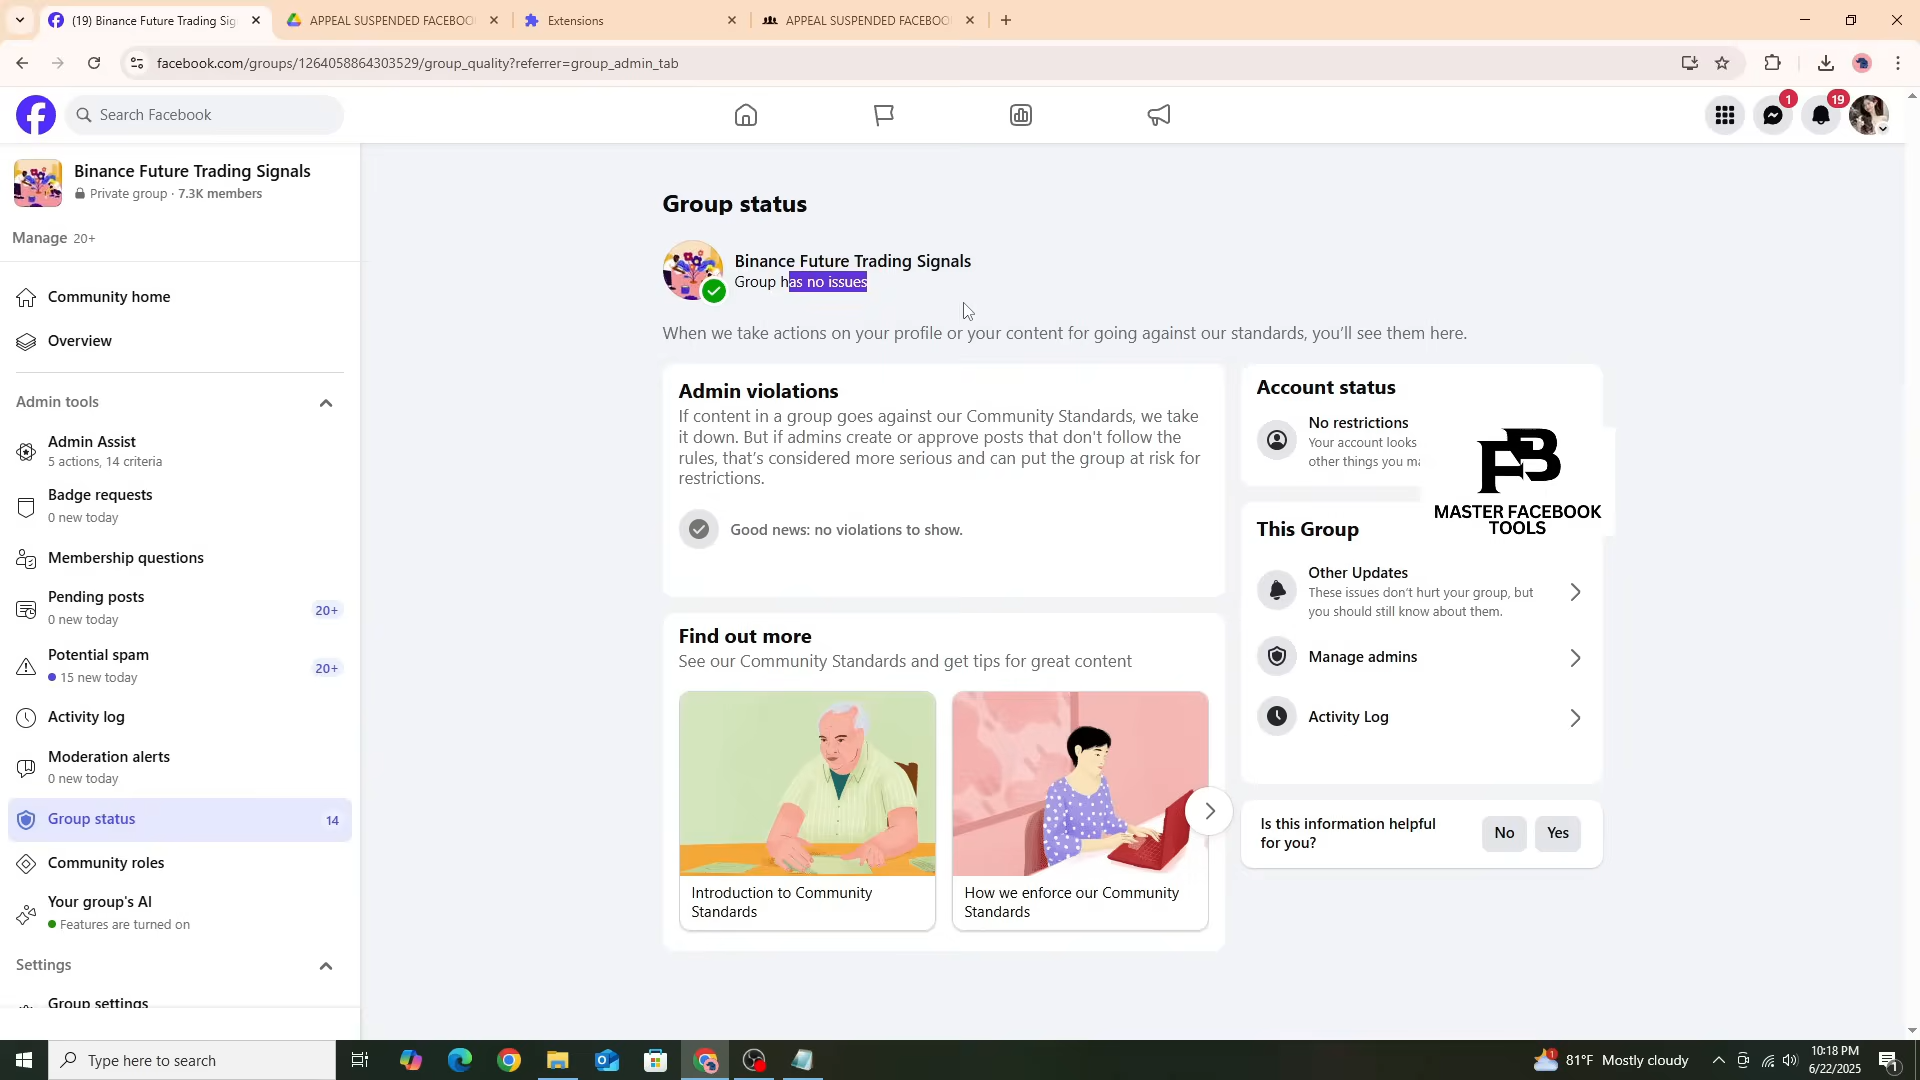 (19) Binance Future Trading Sig
APPEAL SUSPENDED FACEBOO
Extensions
APPEAL SUSPENDED FACEBOO
facebook.com/groups/1264058864303529/group_quality?referrer=group_admin_tab
Search Facebook
1
19
Binance Future Trading Signals
Private group · 7.3K members
Manage 20+
Community home
Overview
Admin tools
Admin Assist
5 actions, 14 criteria
Badge requests
0 new today
Membership questions
Pending posts
0 new today
20+
Potential spam
15 new today
20+
Activity log
Moderation alerts
0 new today
Group status
14
Community roles
Your group's AI
Features are turned on
Settings
Group settings
Group status
Binance Future Trading Signals
Group has no issues
When we take actions on your profile or your content for going against our standards, you'll see them here.
Admin violations
If content in a group goes against our Community Standards, we take
it down. But if admins create or approve posts that don't follow the
rules, that's considered more serious and can put the group at risk for
restrictions.
Good news: no violations to show.
Find out more
See our Community Standards and get tips for great content
Introduction to Community
Standards
How we enforce our Community
Standards
Account status
No restrictions
Your account looks
other things you ma
FB
MASTER FACEBOOK
TOOLS
This Group
Other Updates
These issues don't hurt your group, but
you should still know about them.
Manage admins
Activity Log
Is this information helpful
for you?
No
Yes
Type here to search
1
81°F Mostly cloudy
10:18 PM
6/22/2025
1